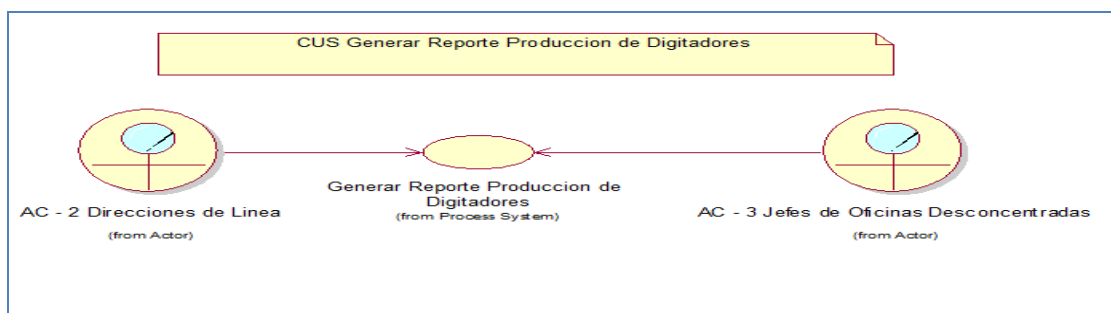 CUS Generar Reporte Produccion de Digitadores
AC - 2 Direcciones de Linea
(from Actor)
Generar Reporte Produccion de
Digitadores
(from Process System)
AC - 3 Jefes de Oficinas Desconcentradas
(from Actor)